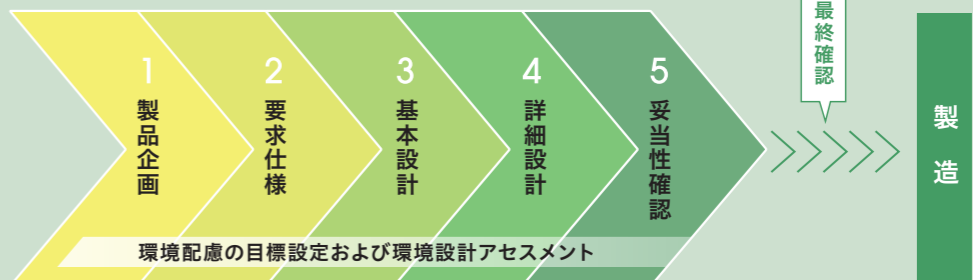 1
製品企画
2
要求仕様
3
基本設計
4
詳細設計
5
妥当性確認
最終確認
製造
環境配慮の目標設定および環境設計アセスメント